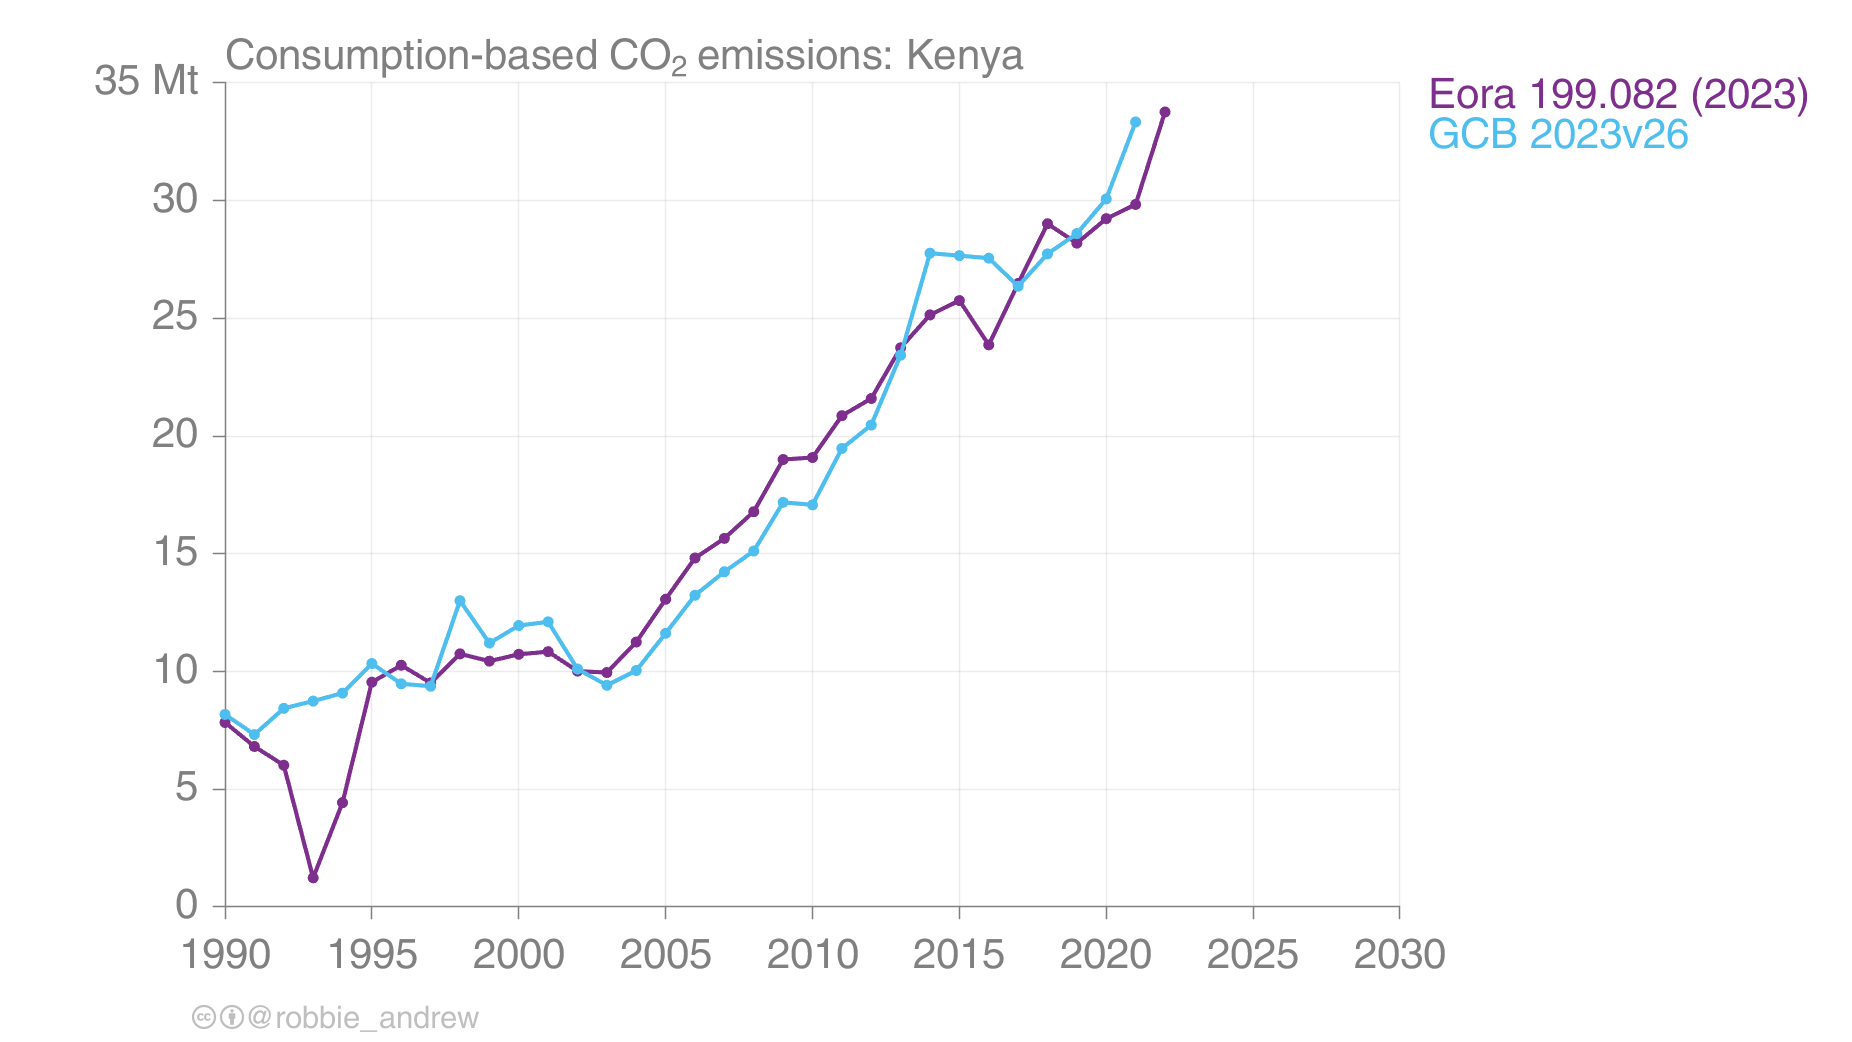 Consumption-based CO₂ emissions: Kenya
35 Mt
30
25
20
15
10
5
0
1990 1995 2000 2005 2010 2015 2020 2025 2030
Eora 199.082 (2023)
GCB 2023v26
cc @robbie_andrew